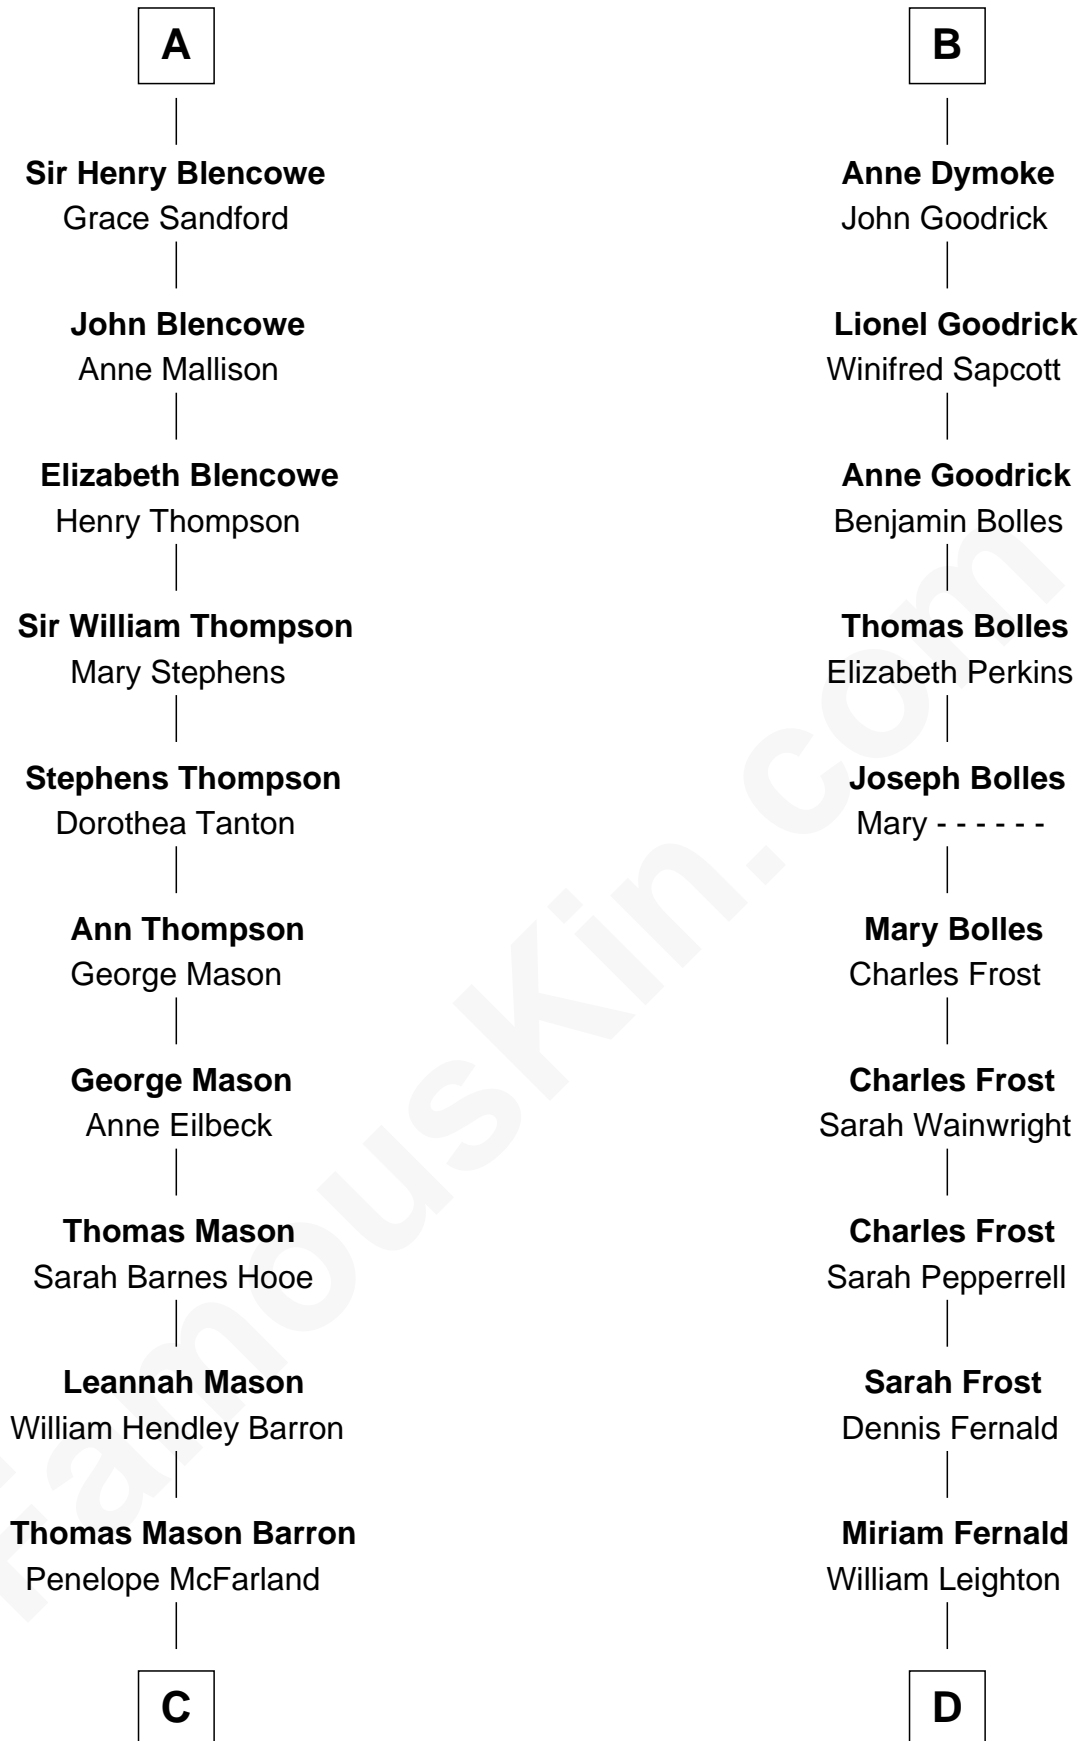 A
Sir Henry Blencowe
Grace Sandford
John Blencowe
Anne Mallison
Elizabeth Blencowe
Henry Thompson
Sir William Thompson
Mary Stephens
Stephens Thompson
Dorothea Tanton
Ann Thompson
George Mason
George Mason
Anne Eilbeck
Thomas Mason
Sarah Barnes Hooe
Leannah Mason
William Hendley Barron
Thomas Mason Barron
Penelope McFarland
C
B
Anne Dymoke
John Goodrick
Lionel Goodrick
Winifred Sapcott
Anne Goodrick
Benjamin Bolles
Thomas Bolles
Elizabeth Perkins
Joseph Bolles
Mary - - - - - -
Mary Bolles
Charles Frost
Charles Frost
Sarah Wainwright
Charles Frost
Sarah Pepperrell
Sarah Frost
Dennis Fernald
Miriam Fernald
William Leighton
D
FamousKin.com